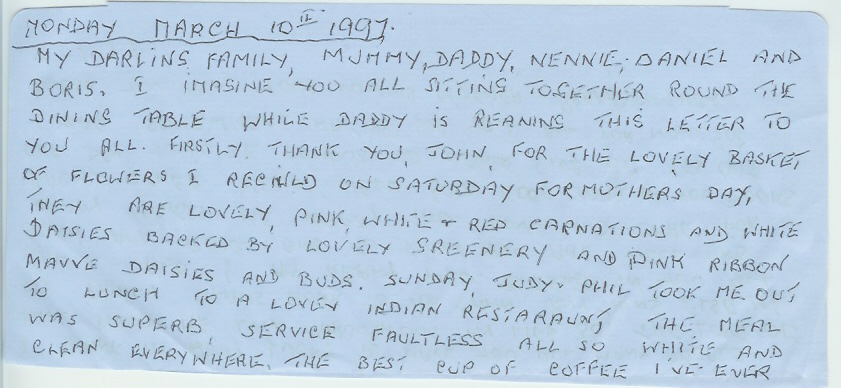 MONDAY MARCH 10TH 1997.
MY DARLING FAMILY, MUMMY, DADDY, NENNIE, DANIEL AND
BORIS. I IMAGINE YOU ALL SITTING TOGETHER ROUND THE
DINING TABLE WHILE DADDY IS REANING THIS LETTER TO
YOU ALL. FIRSTLY THANK YOU, JOHN, FOR THE LOVELY BASKET
OF FLOWERS I ON SATURDAY FOR MOTHERS DAY,
THEY ARE LOVELY, PINK, WHITE + RED CARNATIONS AND WHITE
DAISIES BACKED BY LOVELY GREENERY AND PINK RIBBON
MAUVE DAISIES AND BUDS. SUNDAY, JUDY + PHIL TOOK ME OUT
TO LUNCH TO A LOVEY INDIAN RESTARAUNT, THE MEAL
WAS SUPERB, SERVICE FAULTLESS ALL SO WHITE AND
CLEAN EVERYWHERE. THE BEST CUP OF COFFEE I'VE EVER